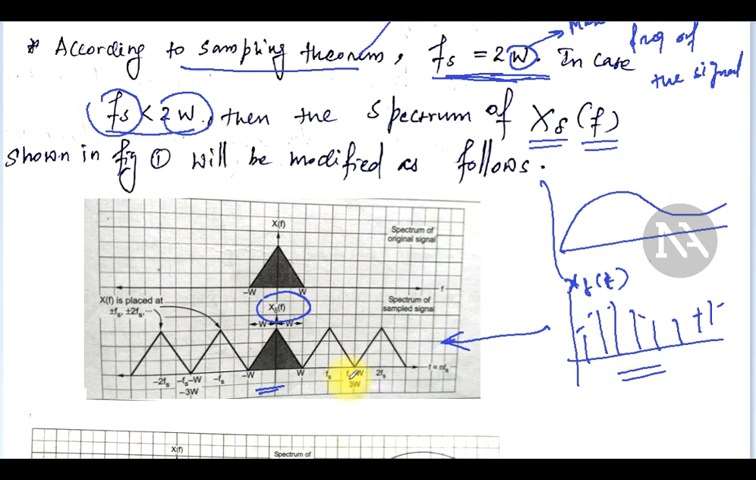 * According to sampling theorem, fs = 2W. In case
freq of
the signal
fs < 2W, then the spectrum of Xδ(f)
shown in fig ① will be modified as follows.
X(f)
Spectrum of
original signal
-W W f
X(f) is placed at
±fs, ±2fs, ...
Xδ(f)
Spectrum of
sampled signal
W W
-2fs -fs-W -fs -W W fs 2fs f = nfs
-3W 3W
xδ(t)
NA
X(f)
Spectrum of